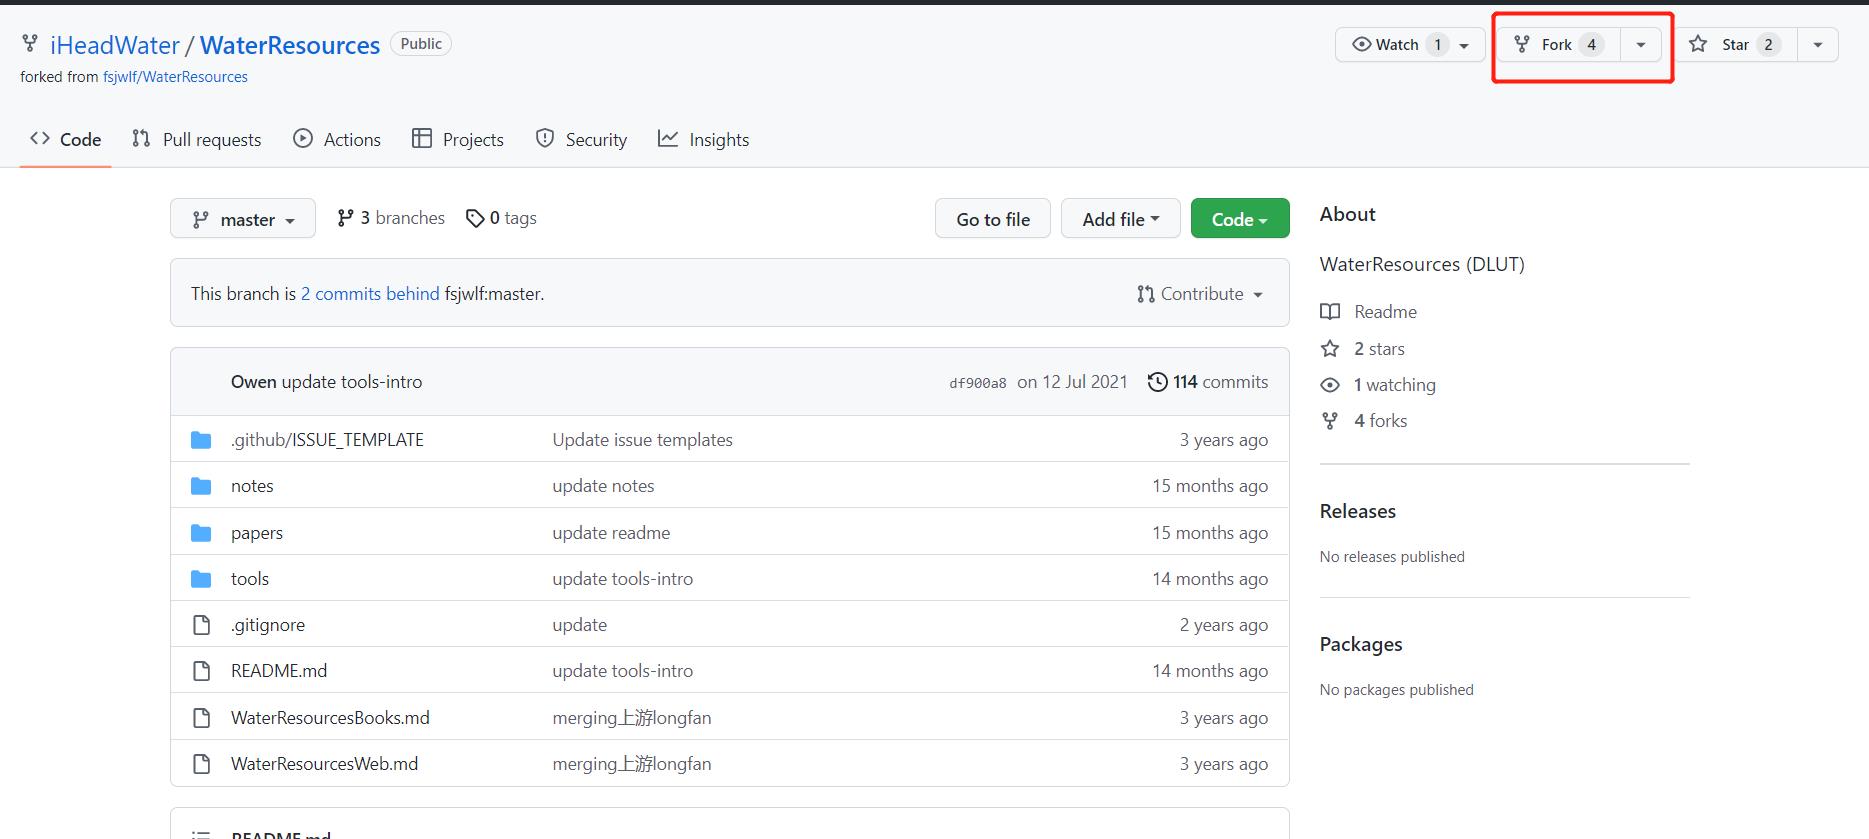 iHeadWater / WaterResources Public Watch 1 Fork 4 Star 2
forked from fsjwlf/WaterResources
Code Pull requests Actions Projects Security Insights
master 3 branches 0 tags Go to file Add file Code
This branch is 2 commits behind fsjwlf:master. Contribute
Owen update tools-intro df900a8 on 12 Jul 2021 114 commits
.github/ISSUE_TEMPLATE Update issue templates 3 years ago
notes update notes 15 months ago
papers update readme 15 months ago
tools update tools-intro 14 months ago
.gitignore update 2 years ago
README.md update tools-intro 14 months ago
WaterResourcesBooks.md merging上游longfan 3 years ago
WaterResourcesWeb.md merging上游longfan 3 years ago
README.md
About
WaterResources (DLUT)
Readme
2 stars
1 watching
4 forks
Releases
No releases published
Packages
No packages published